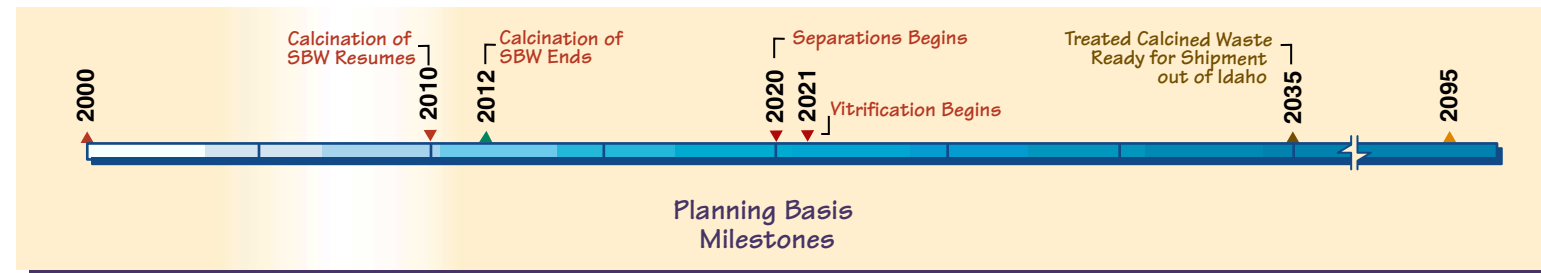 2000
Calcination of
SBW Resumes
2010
2012
Calcination of
SBW Ends
2020
Separations Begins
2021
Vitrification Begins
Treated Calcined Waste
Ready for Shipment
out of Idaho
2035
2095
Planning Basis
Milestones